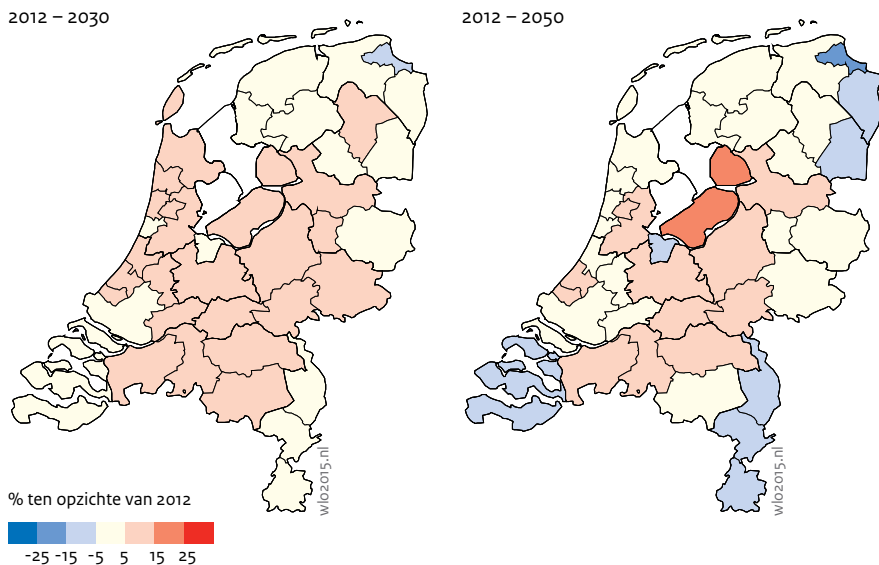 2012 – 2030
2012 – 2050
wlo2015.nl
wlo2015.nl
% ten opzichte van 2012
-25 -15 -5 5 15 25